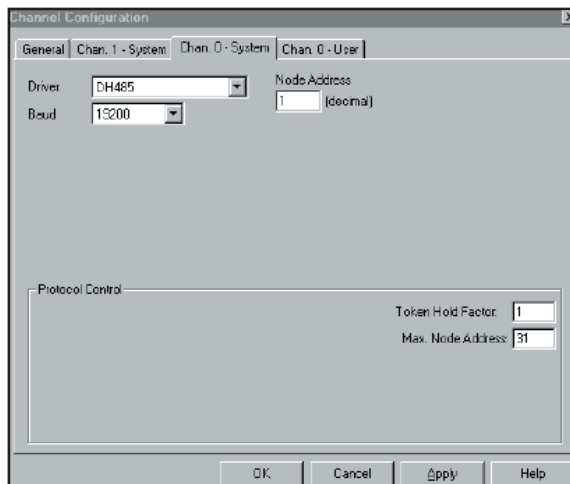 Channel Configuration
General
Chan. 1 - System
Chan. 0 - System
Chan. 0 - User
Driver
DH485
Node Address
1
(decimal)
Baud
19200
Protocol Control
Token Hold Factor:
1
Max. Node Address:
31
OK
Cancel
Apply
Help